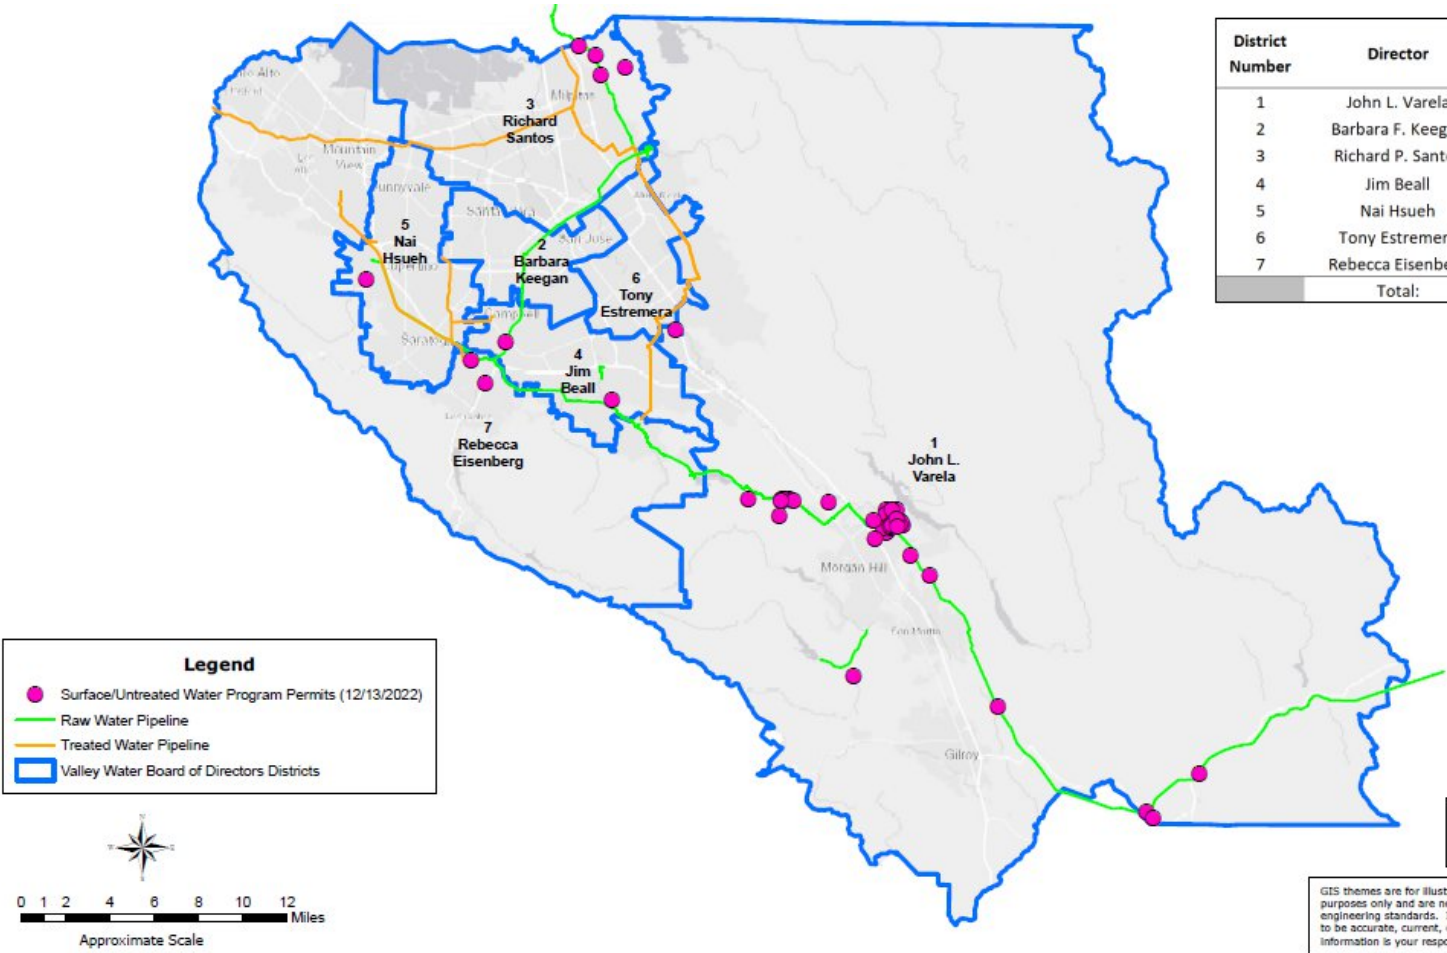 District
Number
Director
1 John L. Varela
2 Barbara F. Keeg
3 Richard P. Sant
4 Jim Beall
5 Nai Hsueh
6 Tony Estremer
7 Rebecca Eisenbe
Total:
3
Richard
Santos
Milpitas
Mountain
View
unnyvale
Santa Clara
San Jose
5
Nai
Hsueh
Cupertino
2
Barbara
Keegan
6
Tony
Estremera
Campbell
Saratoga
4
Jim
Beall
7
Rebecca
Eisenberg
1
John L.
Varela
Morgan Hill
San Martin
Gilroy
Legend
Surface/Untreated Water Program Permits (12/13/2022)
Raw Water Pipeline
Treated Water Pipeline
Valley Water Board of Directors Districts
0 1 2 4 6 8 10 12 Miles
Approximate Scale
GIS themes are for illust
purposes only and are n
engineering standards.
to be accurate, current,
information is your resp